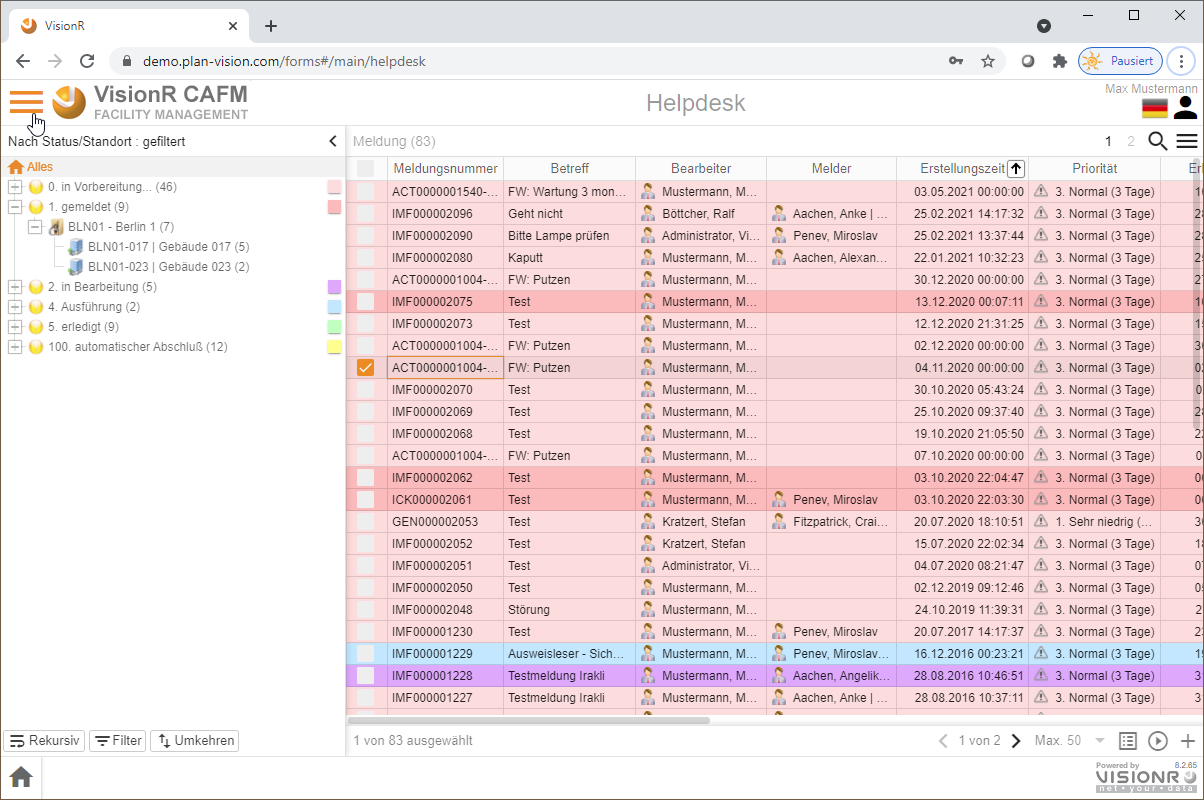 VisionR
demo.plan-vision.com/forms#/main/helpdesk
Pausiert
VisionR CAFM
FACILITY MANAGEMENT
Helpdesk
Max Mustermann
Nach Status/Standort : gefiltert
Meldung (83)
1 2
Alles
0. in Vorbereitung... (46)
1. gemeldet (9)
BLN01 - Berlin 1 (7)
BLN01-017 | Gebäude 017 (5)
BLN01-023 | Gebäude 023 (2)
2. in Bearbeitung (5)
4. Ausführung (2)
5. erledigt (9)
100. automatischer Abschluß (12)
Meldungsnummer Betreff Bearbeiter Melder Erstellungszeit Priorität
ACT0000001540-... FW: Wartung 3 mon... Mustermann, M... 03.05.2021 00:00:00 3. Normal (3 Tage)
IMF000002096 Geht nicht Böttcher, Ralf Aachen, Anke | ... 25.02.2021 14:17:32 3. Normal (3 Tage)
IMF000002090 Bitte Lampe prüfen Administrator, Vi... Penev, Miroslav 25.02.2021 13:37:44 3. Normal (3 Tage)
IMF000002080 Kaputt Mustermann, M... Aachen, Alexan... 22.01.2021 10:32:23 3. Normal (3 Tage)
ACT0000001004-... FW: Putzen Mustermann, M... 30.12.2020 00:00:00 3. Normal (3 Tage)
IMF000002075 Test Mustermann, M... 13.12.2020 00:07:11 3. Normal (3 Tage)
IMF000002073 Test Mustermann, M... 12.12.2020 21:31:25 3. Normal (3 Tage)
ACT0000001004-... FW: Putzen Mustermann, M... 02.12.2020 00:00:00 3. Normal (3 Tage)
ACT0000001004-... FW: Putzen Mustermann, M... 04.11.2020 00:00:00 3. Normal (3 Tage)
IMF000002070 Test Mustermann, M... 30.10.2020 05:43:24 3. Normal (3 Tage)
IMF000002069 Test Mustermann, M... 25.10.2020 09:37:40 3. Normal (3 Tage)
IMF000002068 Test Mustermann, M... 19.10.2020 21:05:50 3. Normal (3 Tage)
ACT0000001004-... FW: Putzen Mustermann, M... 07.10.2020 00:00:00 3. Normal (3 Tage)
IMF000002062 Test Mustermann, M... 03.10.2020 22:04:47 3. Normal (3 Tage)
ICK000002061 Test Mustermann, M... Penev, Miroslav 03.10.2020 22:03:30 3. Normal (3 Tage)
GEN000002053 Test Kratzert, Stefan Fitzpatrick, Crai... 20.07.2020 18:10:51 1. Sehr niedrig (...
IMF000002052 Test Kratzert, Stefan 15.07.2020 22:02:34 3. Normal (3 Tage)
IMF000002051 Test Administrator, Vi... 04.07.2020 08:21:47 3. Normal (3 Tage)
IMF000002050 Test Mustermann, M... 02.12.2019 09:12:46 3. Normal (3 Tage)
IMF000002048 Störung Mustermann, M... 24.10.2019 11:39:31 3. Normal (3 Tage)
IMF000001230 Test Mustermann, M... Penev, Miroslav 20.07.2017 14:17:37 3. Normal (3 Tage)
IMF000001229 Ausweisleser - Sich... Mustermann, M... Penev, Miroslav... 16.12.2016 00:23:21 3. Normal (3 Tage)
IMF000001228 Testmeldung Irakli Mustermann, M... Aachen, Angelik... 28.08.2016 10:46:51 3. Normal (3 Tage)
IMF000001227 Testmeldung Irakli Mustermann, M... Aachen, Anke | ... 28.08.2016 10:37:11 3. Normal (3 Tage)
Rekursiv Filter Umkehren
1 von 83 ausgewählt
1 von 2 Max. 50
Powered by 8.2.65
VISIONR
net • your • data